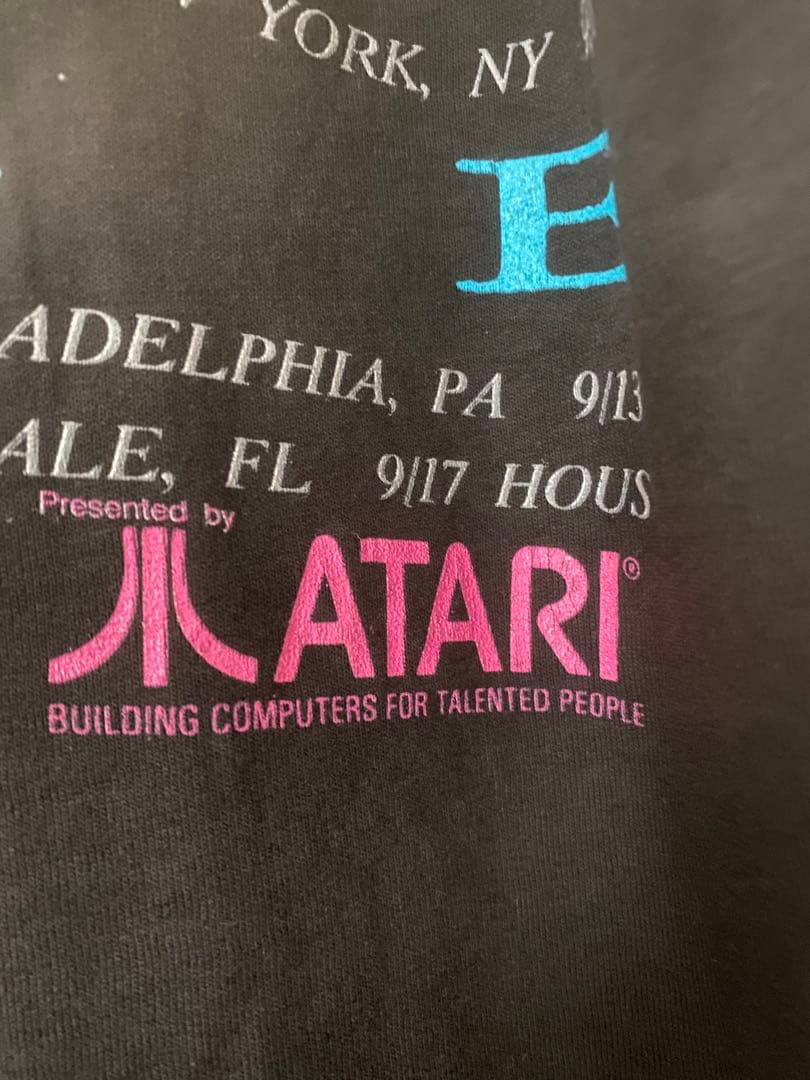 YORK, NY
E
ADELPHIA, PA 9/13
ALE, FL 9/17 HOUS
Presented by
ATARI®
BUILDING COMPUTERS FOR TALENTED PEOPLE